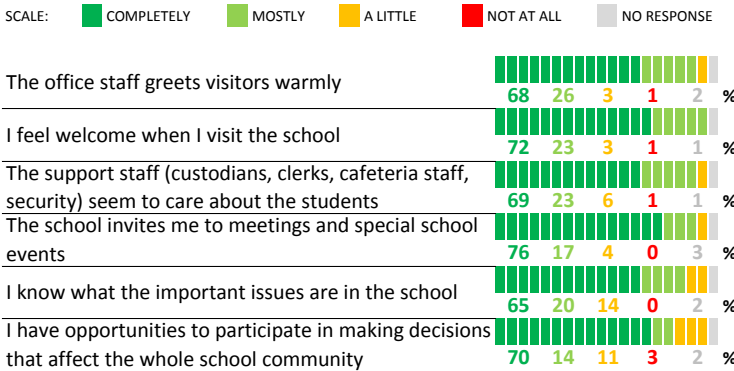 SCALE: COMPLETELY MOSTLY A LITTLE NOT AT ALL NO RESPONSE
The office staff greets visitors warmly
68 26 3 1 2 %
I feel welcome when I visit the school
72 23 3 1 1 %
The support staff (custodians, clerks, cafeteria staff,
security) seem to care about the students
69 23 6 1 1 %
The school invites me to meetings and special school
events
76 17 4 0 3 %
I know what the important issues are in the school
65 20 14 0 2 %
I have opportunities to participate in making decisions
that affect the whole school community
70 14 11 3 2 %